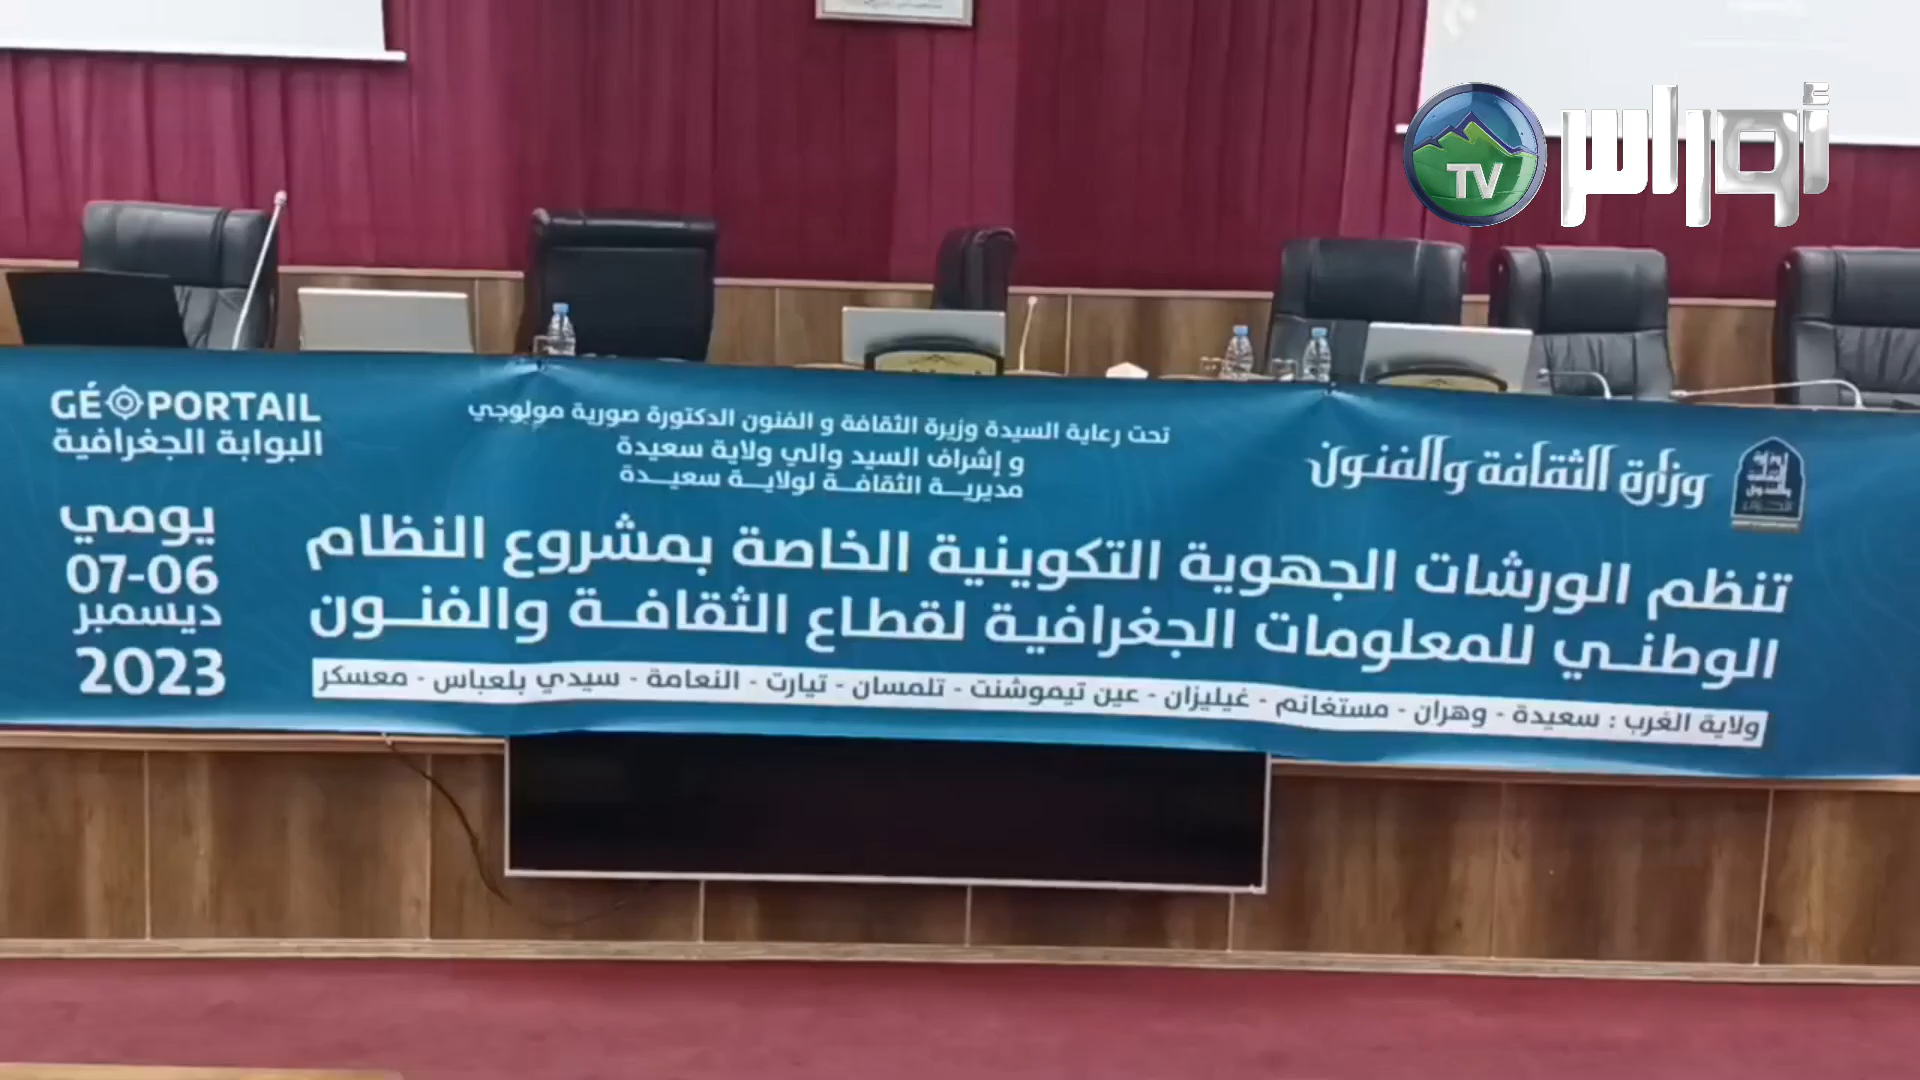 أوراس
TV
وزارة الثقافة والفنون
تحت رعاية السيدة وزيرة الثقافة و الفنون الدكتورة صورية مولوجي
و إشراف السيد والي ولاية سعيدة
مديرية الثقافة لولاية سعيدة
GÉOPORTAIL
البوابة الجغرافية
تنظم الورشات الجهوية التكوينية الخاصة بمشروع النظام
الوطني للمعلومات الجغرافية لقطاع الثقافة والفنون
ولاية الغرب : سعيدة - وهران - مستغانم - غيليزان - عين تيموشنت - تلمسان - تيارت - النعامة - سيدي بلعباس - معسكر
يومي
07-06
ديسمبر
2023